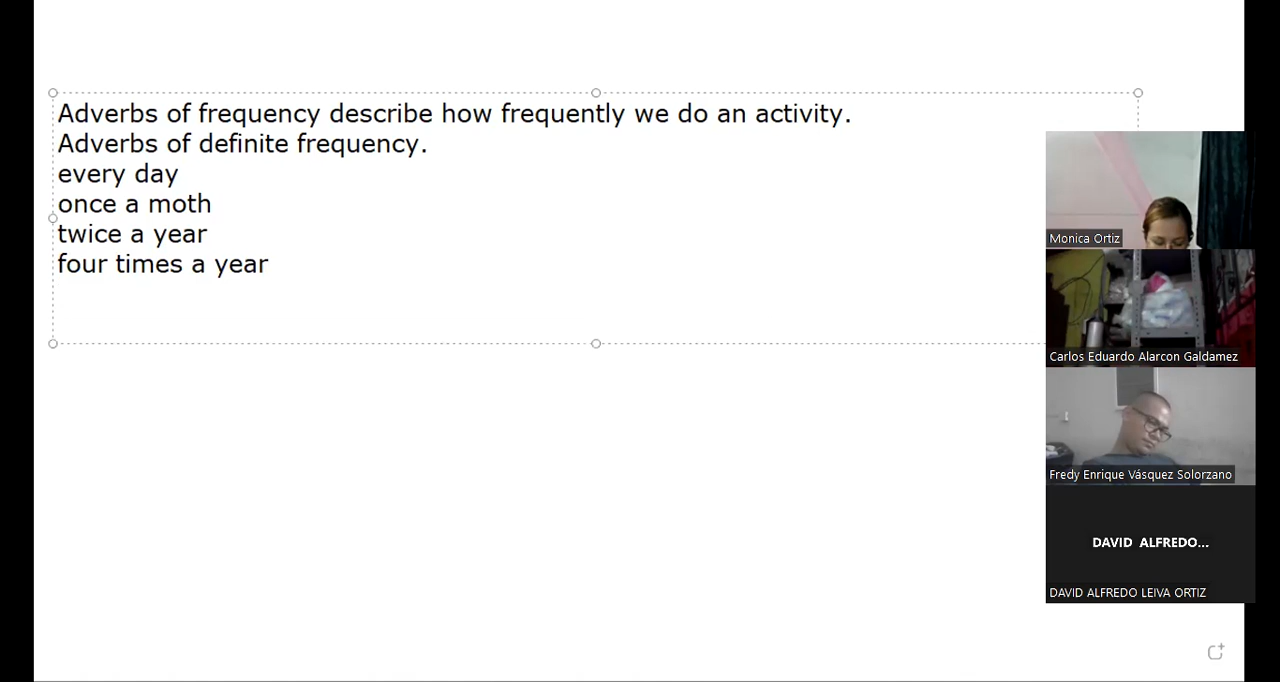 Adverbs of frequency describe how frequently we do an activity.
Adverbs of definite frequency.
every day
once a moth
twice a year
four times a year
Monica Ortiz
Carlos Eduardo Alarcon Galdamez
Fredy Enrique Vásquez Solorzano
DAVID ALFREDO...
DAVID ALFREDO LEIVA ORTIZ